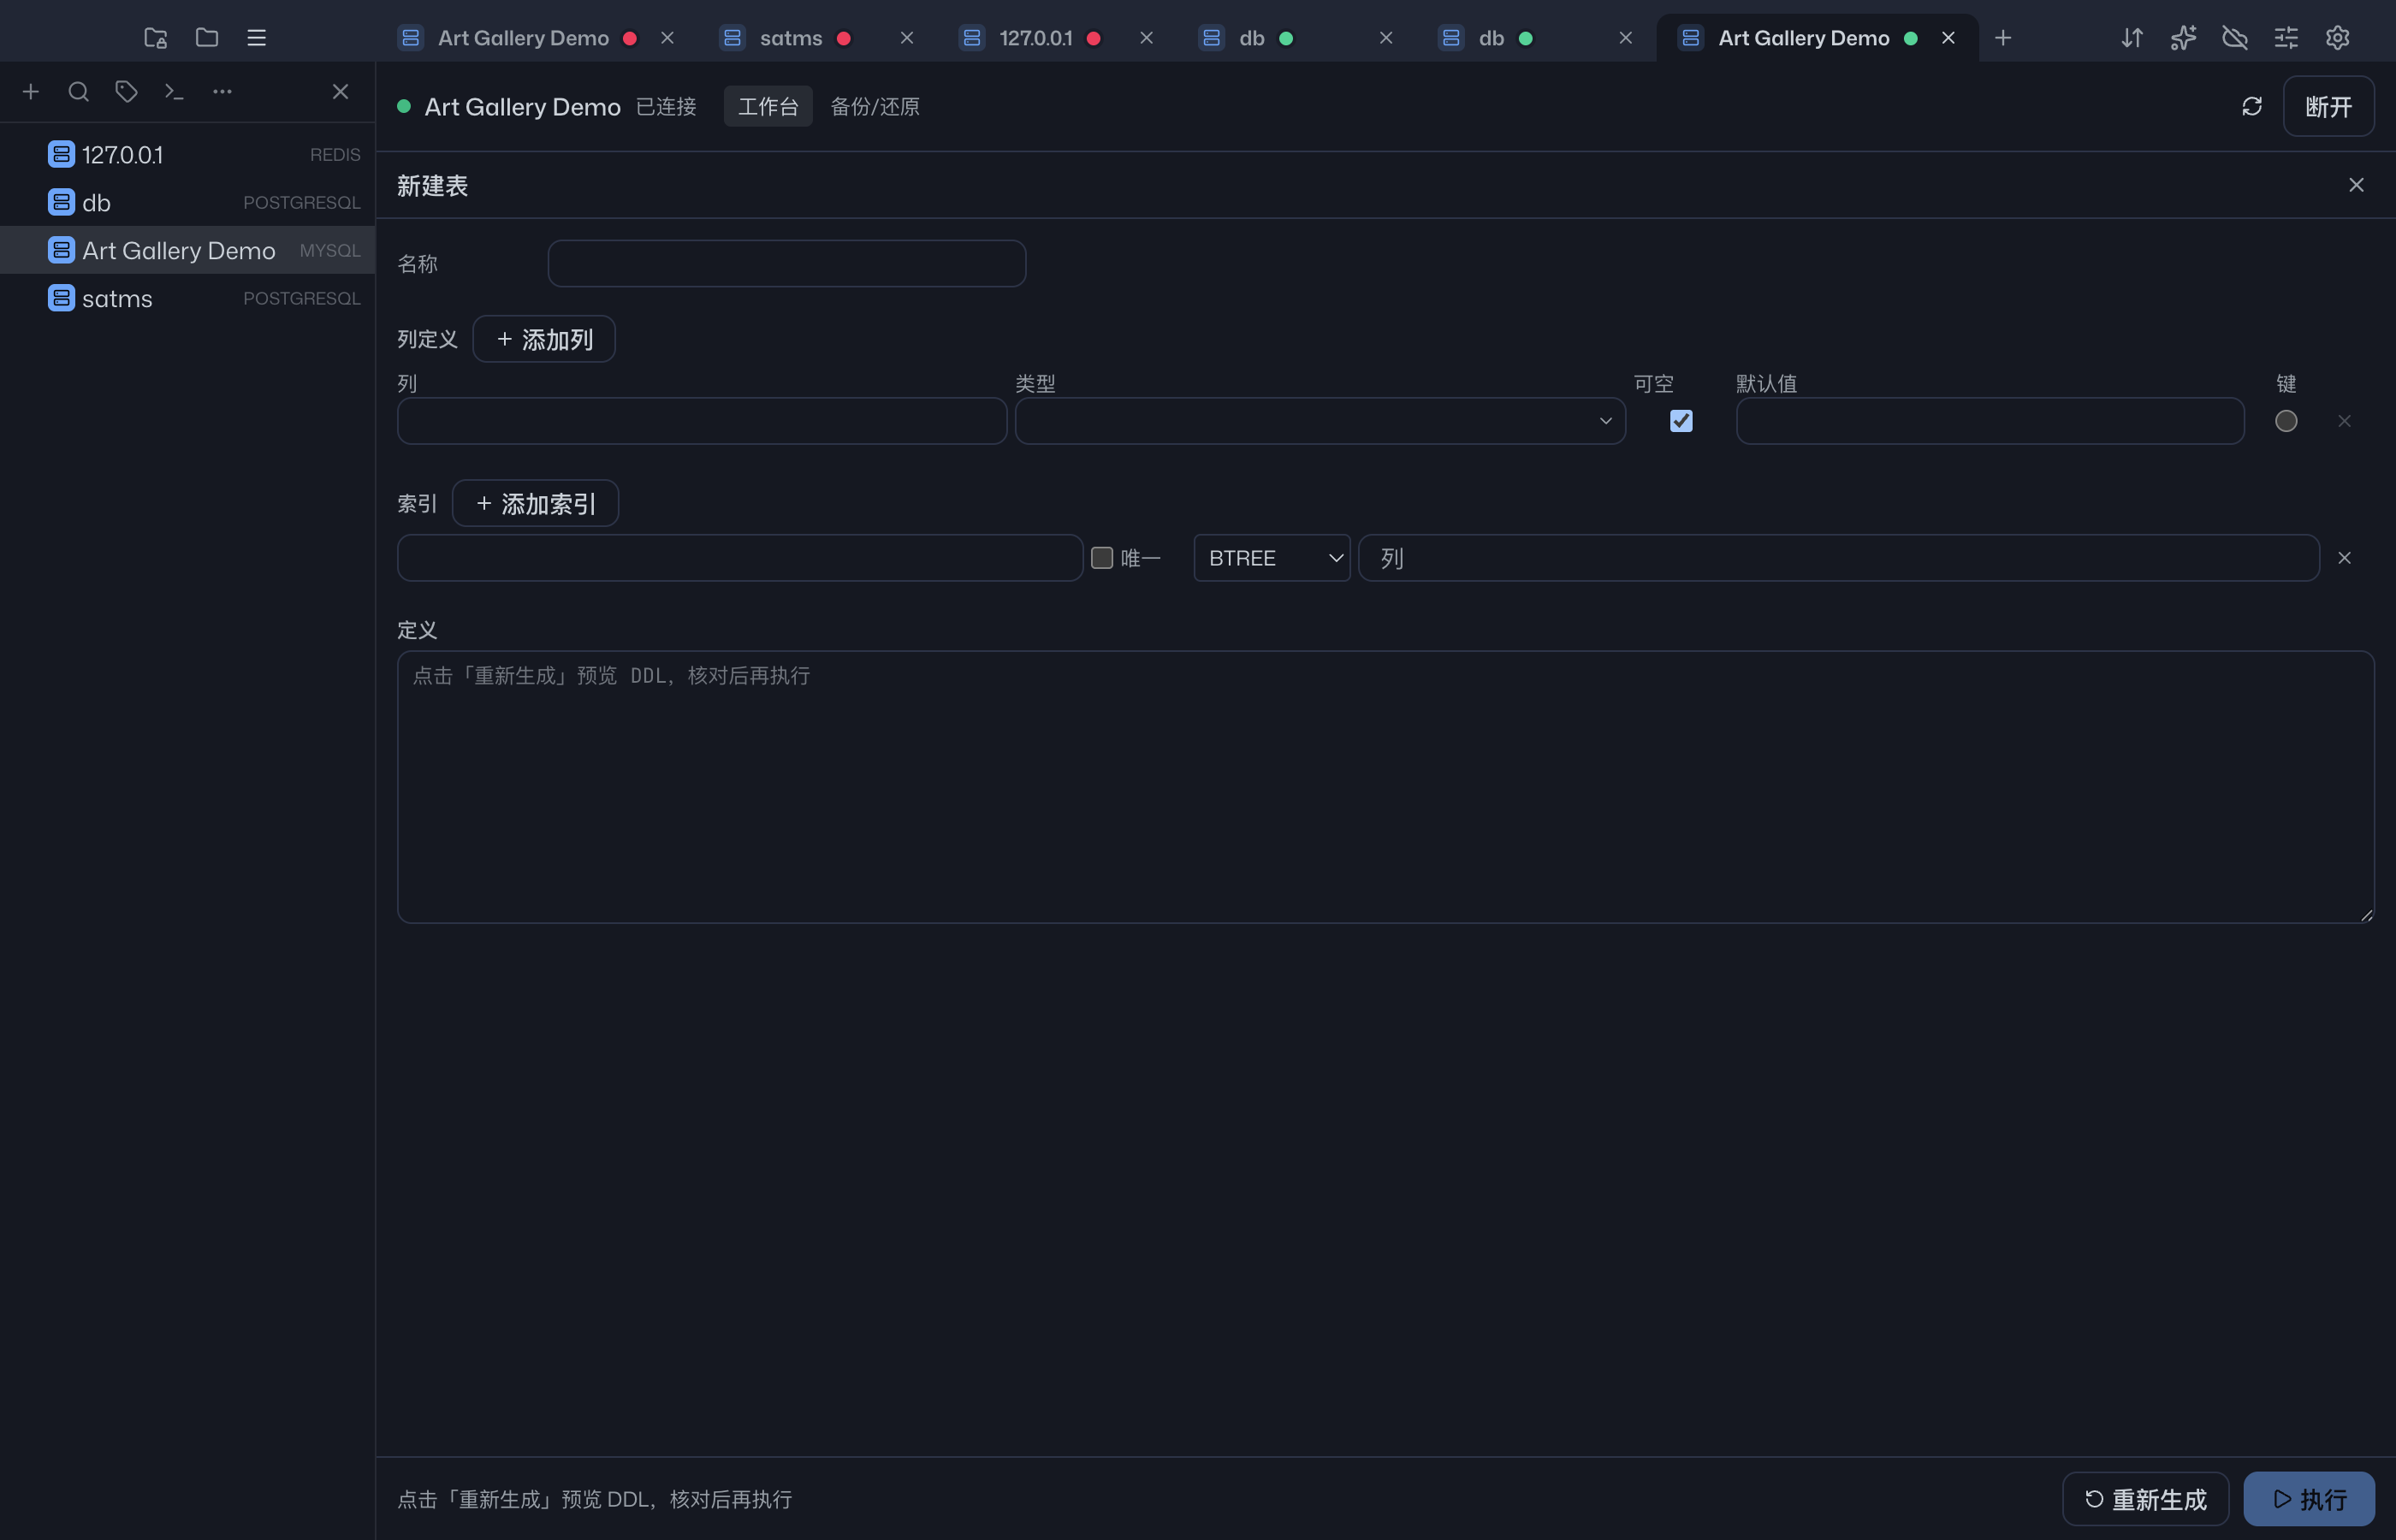 Art Gallery Demo
satms
127.0.0.1
db
db
Art Gallery Demo
127.0.0.1 REDIS
db POSTGRESQL
Art Gallery Demo MYSQL
satms POSTGRESQL
Art Gallery Demo 已连接 工作台 备份/还原 断开
新建表
名称
列定义 添加列
列 类型 可空 默认值 键
索引 添加索引
唯一 BTREE 列
定义
点击「重新生成」预览 DDL，核对后再执行
点击「重新生成」预览 DDL，核对后再执行 重新生成 执行